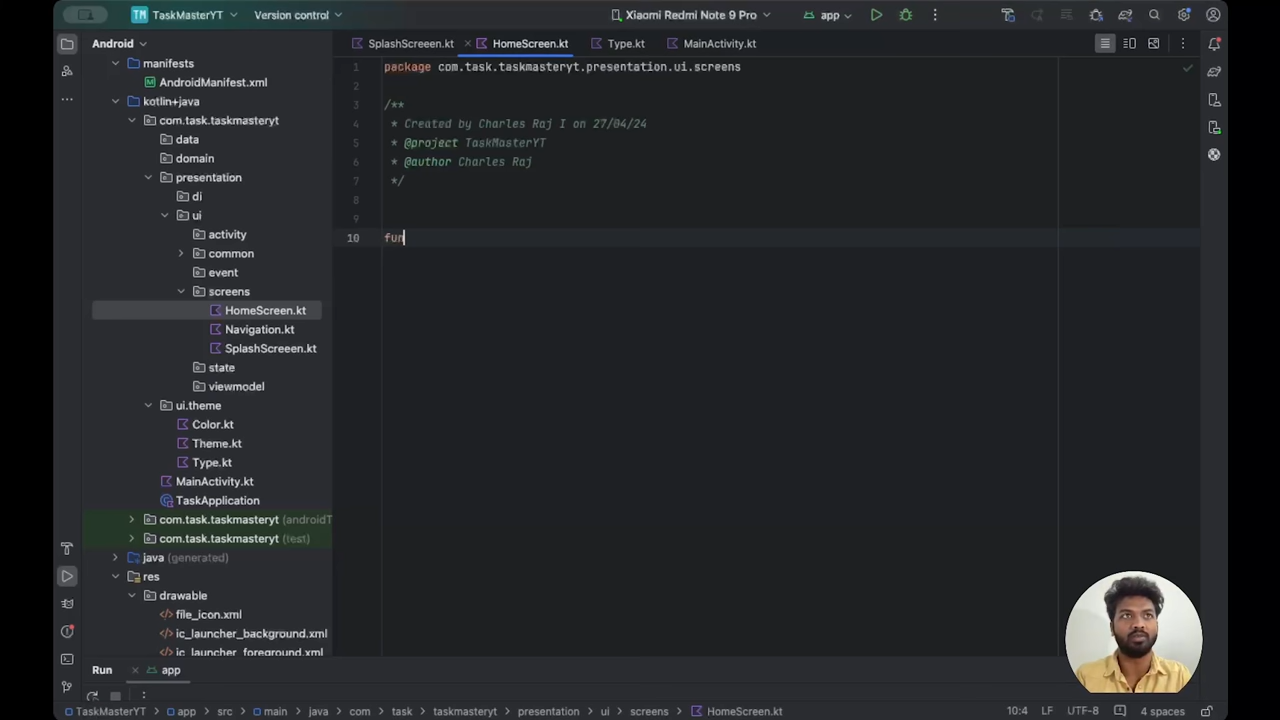 TM TaskMasterYT
Version control
Xiaomi Redmi Note 9 Pro
app
Android
SplashScreeen.kt
HomeScreen.kt
Type.kt
MainActivity.kt
manifests
AndroidManifest.xml
kotlin+java
com.task.taskmasteryt
data
domain
presentation
di
ui
activity
common
event
screens
HomeScreen.kt
Navigation.kt
SplashScreeen.kt
state
viewmodel
ui.theme
Color.kt
Theme.kt
Type.kt
MainActivity.kt
TaskApplication
com.task.taskmasteryt (androidT
com.task.taskmasteryt (test)
java (generated)
res
drawable
file_icon.xml
ic_launcher_background.xml
ic_launcher_foreground.xml
1 package com.task.taskmasteryt.presentation.ui.screens
2
3 /**
4 * Created by Charles Raj I on 27/04/24
5 * @project TaskMasterYT
6 * @author Charles Raj
7 */
8
9
10 fun
Run
app
TaskMasterYT > app > src > main > java > com > task > taskmasteryt > presentation > ui > screens > HomeScreen.kt
10:4 LF UTF-8 4 spaces